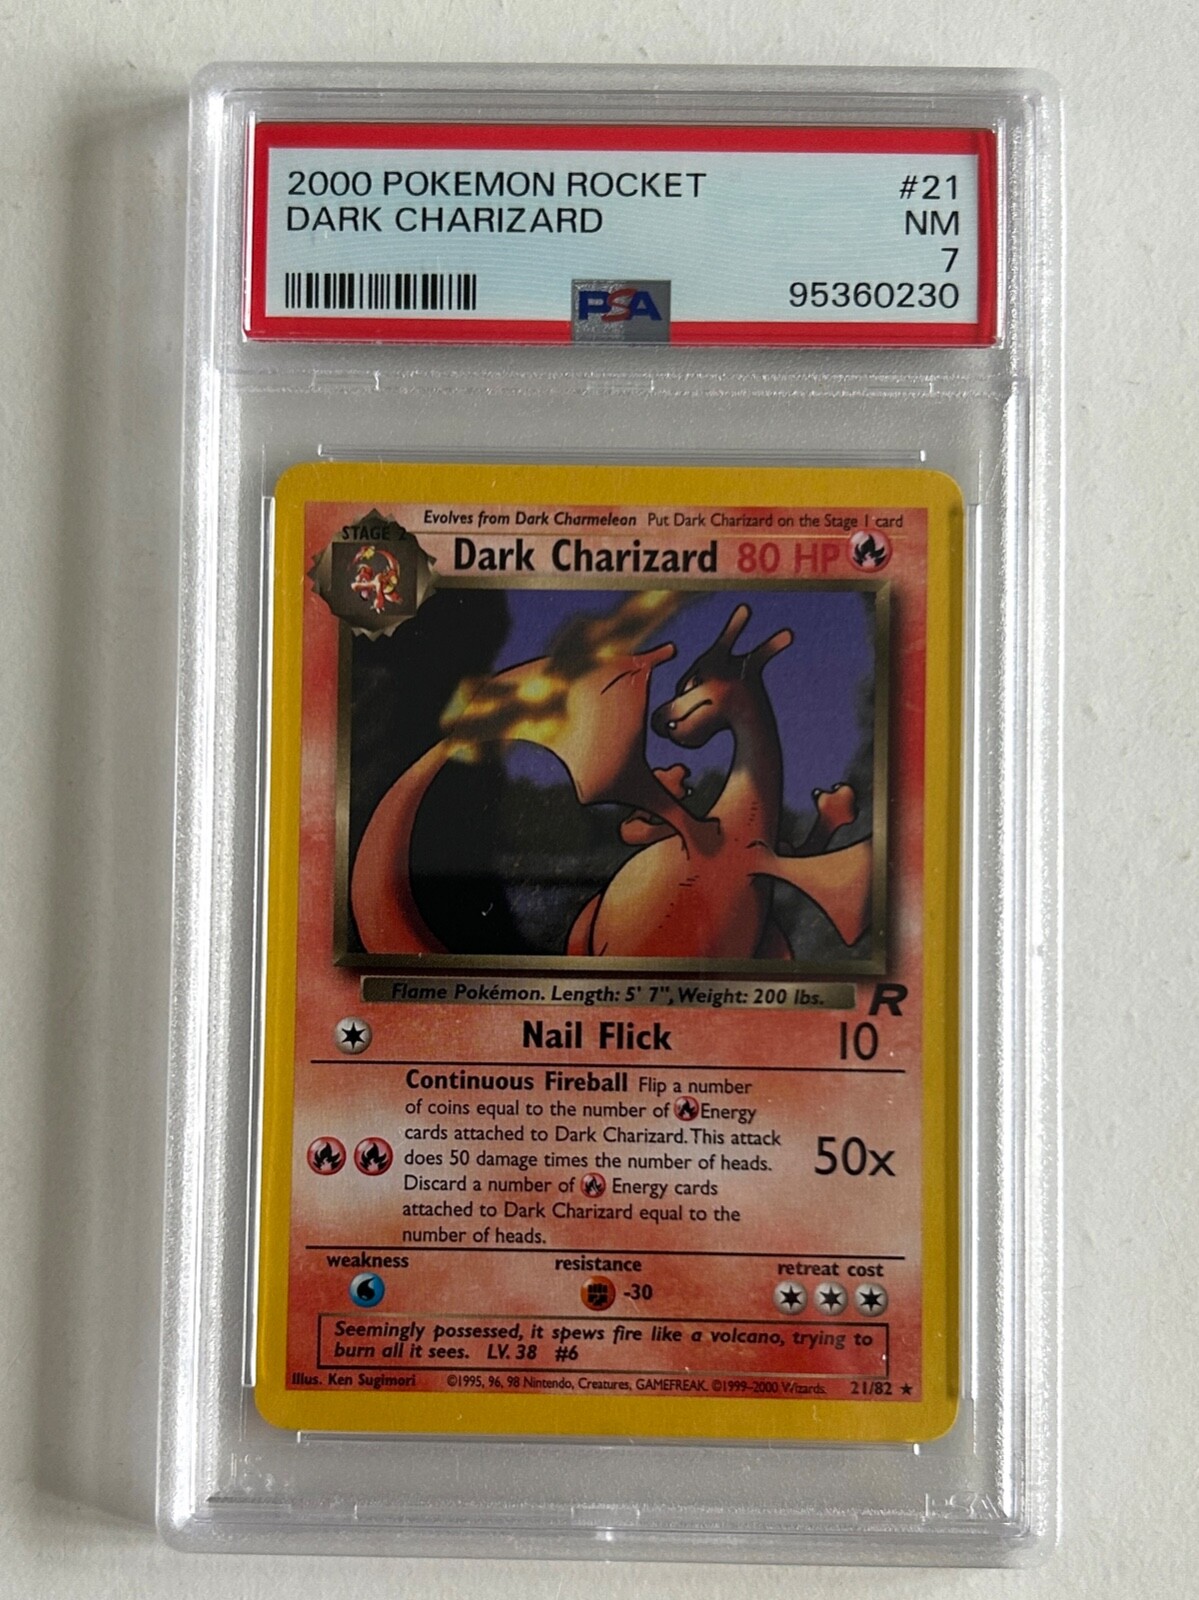 2000 POKEMON ROCKET #21
DARK CHARIZARD NM
7
PSA 95360230
Evolves from Dark Charmeleon Put Dark Charizard on the Stage 1 card
STAGE 2
Dark Charizard 80 HP
Flame Pokémon. Length: 5' 7", Weight: 200 lbs.
R
Nail Flick 10
Continuous Fireball Flip a number
of coins equal to the number of Energy
cards attached to Dark Charizard. This attack
does 50 damage times the number of heads. 50x
Discard a number of Energy cards
attached to Dark Charizard equal to the
number of heads.
weakness resistance retreat cost
-30
Seemingly possessed, it spews fire like a volcano, trying to
burn all it sees. LV. 38 #6
Illus. Ken Sugimori ©1995, 96, 98 Nintendo, Creatures, GAMEFREAK. ©1999-2000 Wizards. 21/82 ★
PSA